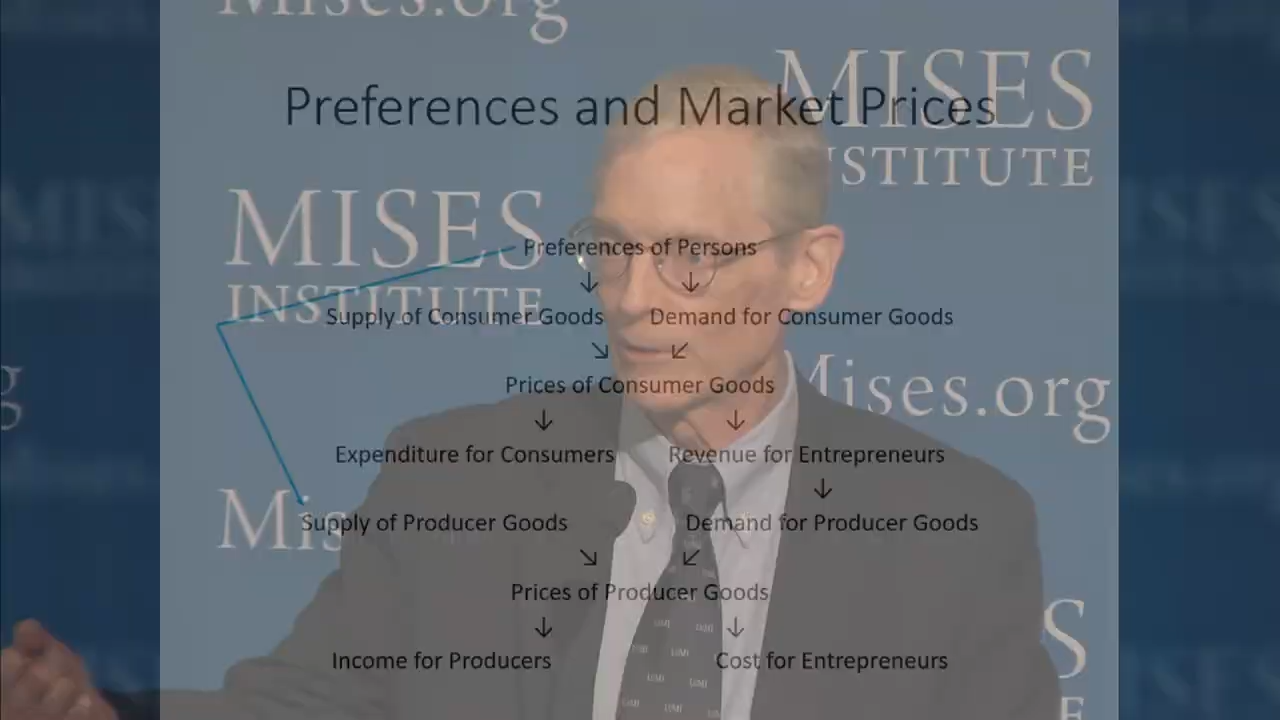 Mises.org
MISES
INSTITUTE
Preferences and Market Prices
MISES
INSTITUTE
Preferences of Persons
↓ ↓
Supply of Consumer Goods Demand for Consumer Goods
↘ ↙
Prices of Consumer Goods
↓ ↓
Mises.org
Expenditure for Consumers Revenue for Entrepreneurs
↓
Supply of Producer Goods Demand for Producer Goods
↘ ↙
Prices of Producer Goods
↓ ↓
Income for Producers Cost for Entrepreneurs